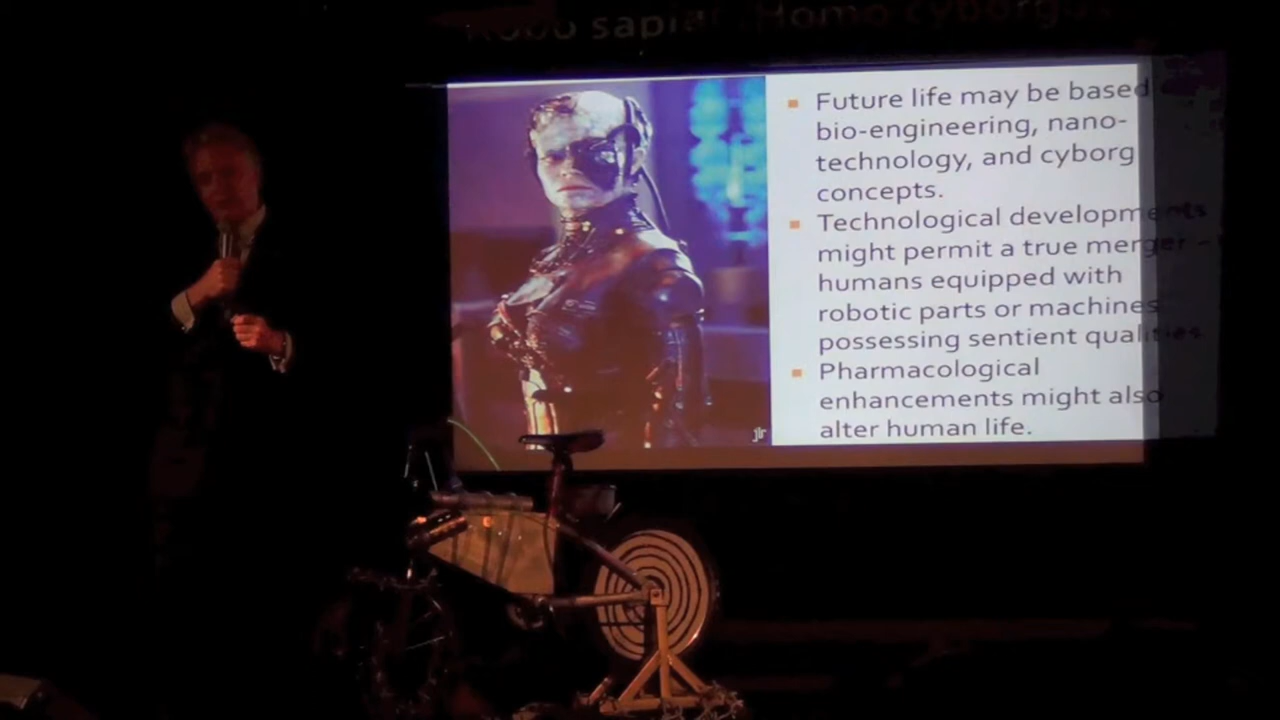 Robo sapien/Homo cyborgus
Future life may be based
bio-engineering, nano-
technology, and cyborg
concepts.
Technological developments
might permit a true merger –
humans equipped with
robotic parts or machines
possessing sentient qualities
Pharmacological
enhancements might also
alter human life.
jlr